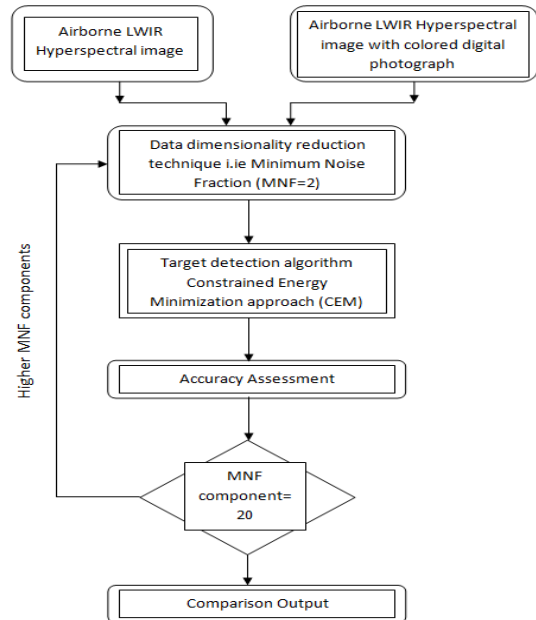 Airborne LWIR
Hyperspectral image
Airborne LWIR Hyperspectral
image with colored digital
photograph
Data dimensionality reduction
technique i.ie Minimum Noise
Fraction (MNF=2)
Target detection algorithm
Constrained Energy
Minimization approach (CEM)
Higher MNF components
Accuracy Assessment
MNF
component=
20
Comparison Output